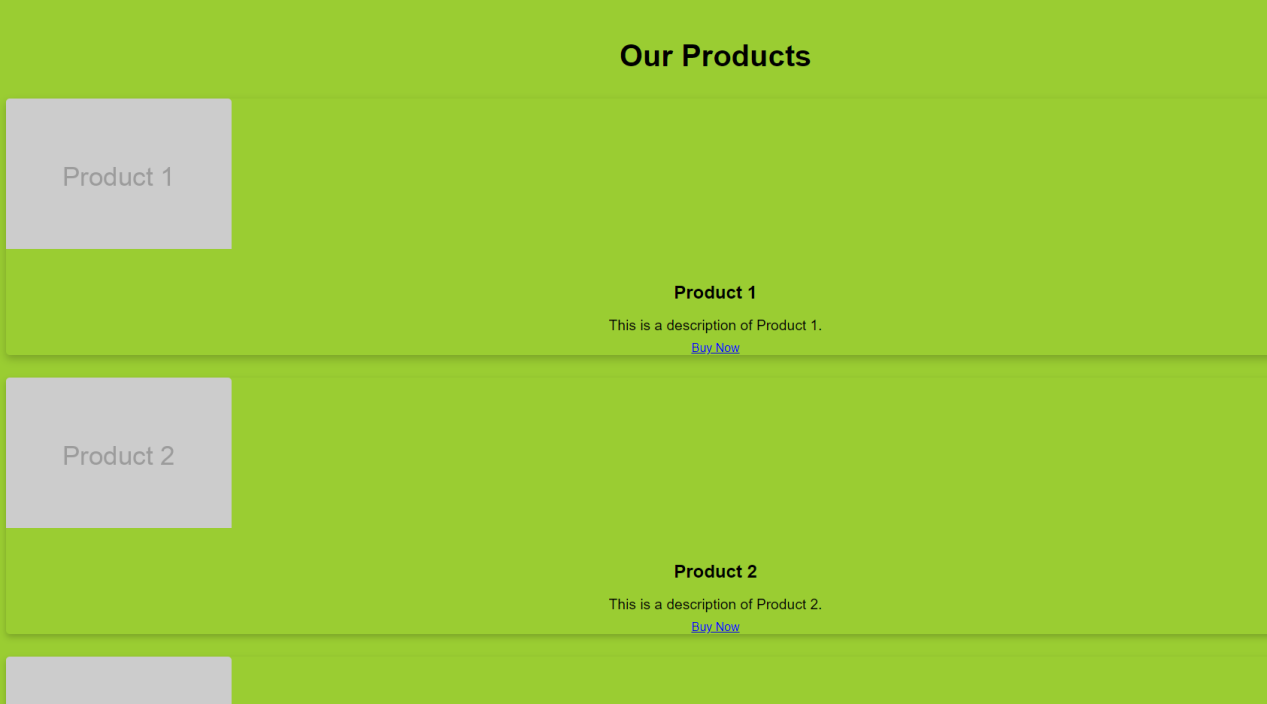 Our Products
Product 1
Product 1
This is a description of Product 1.
Buy Now
Product 2
Product 2
This is a description of Product 2.
Buy Now